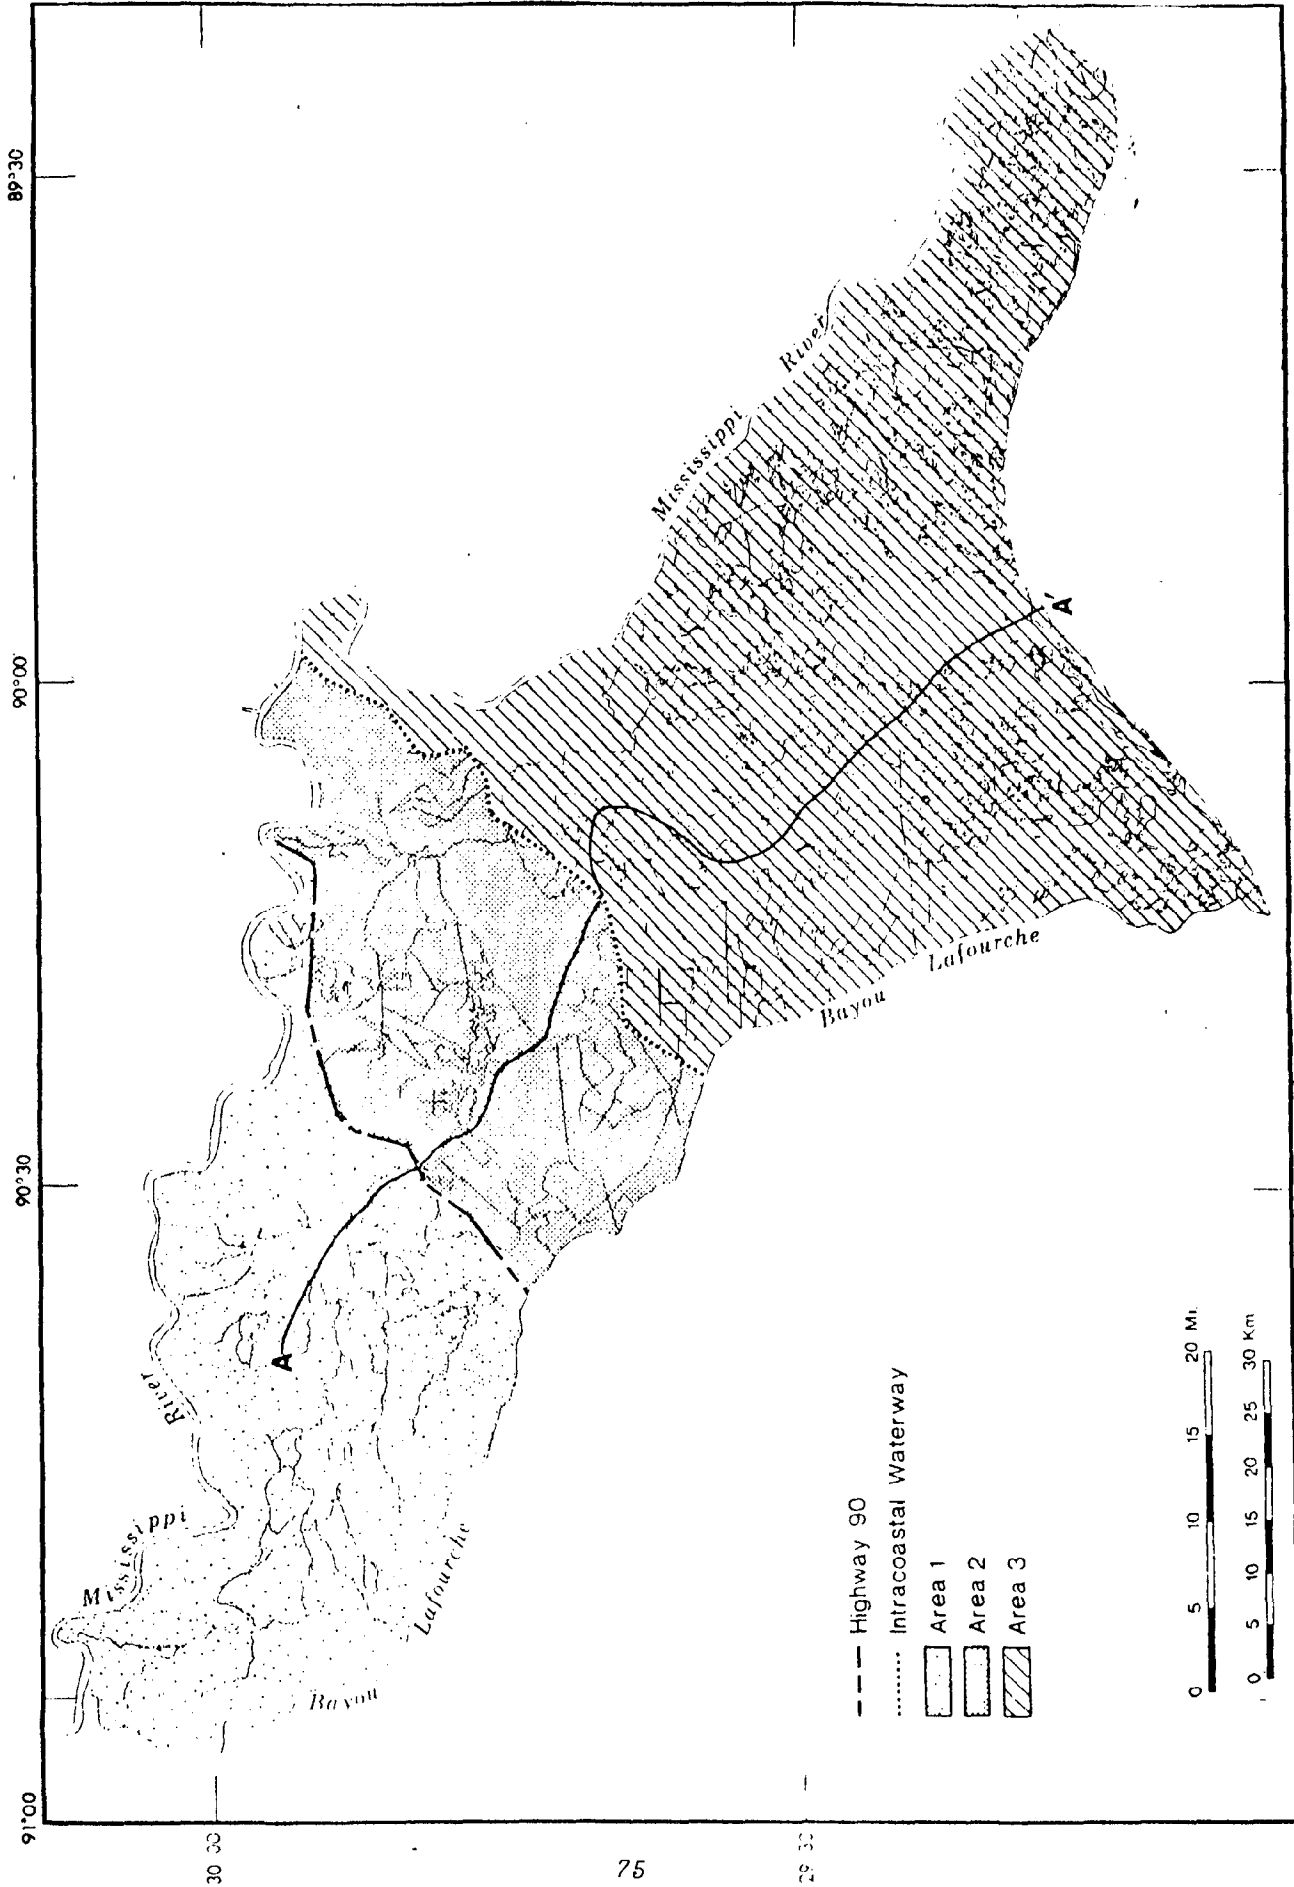 91°00
90°30
90°00
89°30
30 00
29 30
Mississippi
River
Bayou
Lafourche
A
Mississippi
River
Bayou
Lafourche
A'
Highway 90
Intracoastal Waterway
Area 1
Area 2
Area 3
0 5 10 15 20 Mi.
0 5 10 15 20 25 30 Km
75